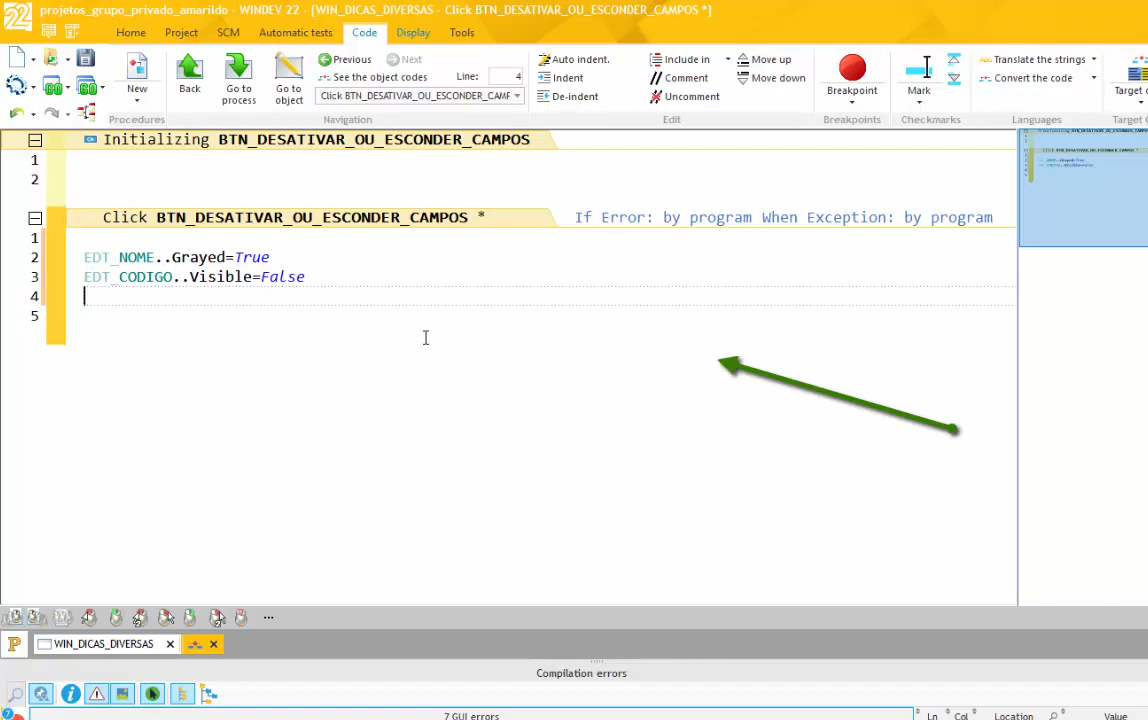 projetos_grupo_privado_amarildo - WINDEV 22 - [WIN_DICAS_DIVERSAS - Click BTN_DESATIVAR_OU_ESCONDER_CAMPOS *]
22
Home Project SCM Automatic tests Code Display Tools
Previous Next
See the object codes Line: 4
Click BTN_DESATIVAR_OU_ESCONDER_CAMF
New Back Go to process Go to object
Auto indent. Include in Move up
Indent // Comment Move down
De-indent Uncomment
Breakpoint Mark
Translate the strings
Convert the code
Target c
Procedures Navigation Edit Breakpoints Checkmarks Languages Target C
Initializing BTN_DESATIVAR_OU_ESCONDER_CAMPOS
1
2
Click BTN_DESATIVAR_OU_ESCONDER_CAMPOS * If Error: by program When Exception: by program
1
2 EDT_NOME..Grayed=True
3 EDT_CODIGO..Visible=False
4
5
...
P WIN_DICAS_DIVERSAS
Compilation errors
7 GUI errors Ln Col Location Value